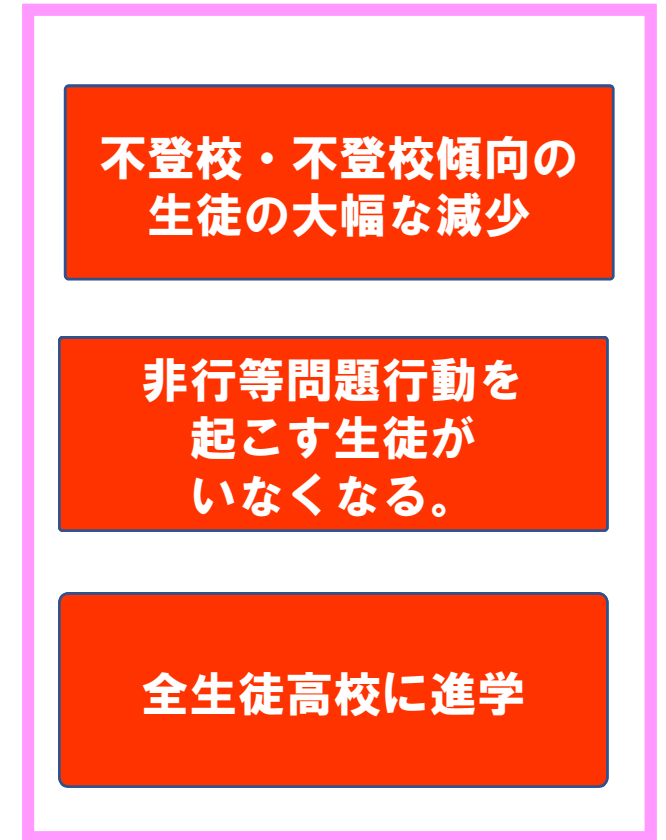 不登校・不登校傾向の
生徒の大幅な減少
非行等問題行動を
起こす生徒が
いなくなる。
全生徒高校に進学